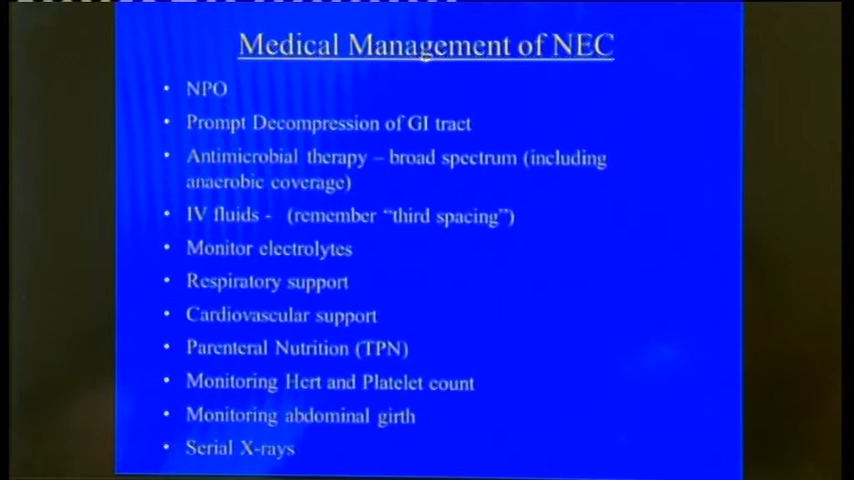 Medical Management of NEC
• NPO
• Prompt Decompression of GI tract
• Antimicrobial therapy – broad spectrum (including
anaerobic coverage)
• IV fluids - (remember “third spacing”)
• Monitor electrolytes
• Respiratory support
• Cardiovascular support
• Parenteral Nutrition (TPN)
• Monitoring Hcrt and Platelet count
• Monitoring abdominal girth
• Serial X-rays